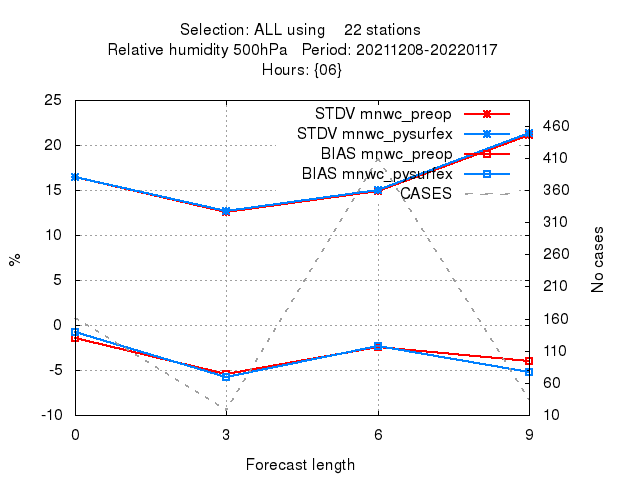 Selection: ALL using    22 stations
Relative humidity 500hPa   Period: 20211208-20220117
Hours: {06}
STDV mnwc_preop
STDV mnwc_pysurfex
BIAS mnwc_preop
BIAS mnwc_pysurfex
CASES
25
20
15
10
5
0
-5
-10
%
460
410
360
310
260
210
160
110
60
10
No cases
0 3 6 9
Forecast length